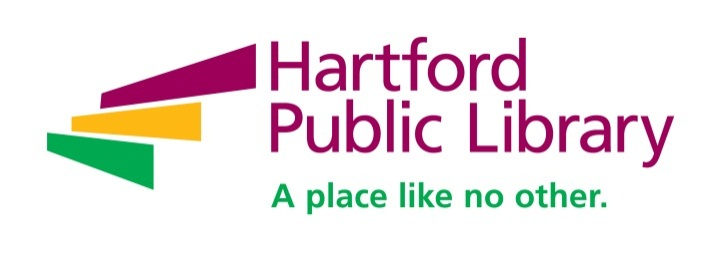 Hartford
Public Library
A place like no other.